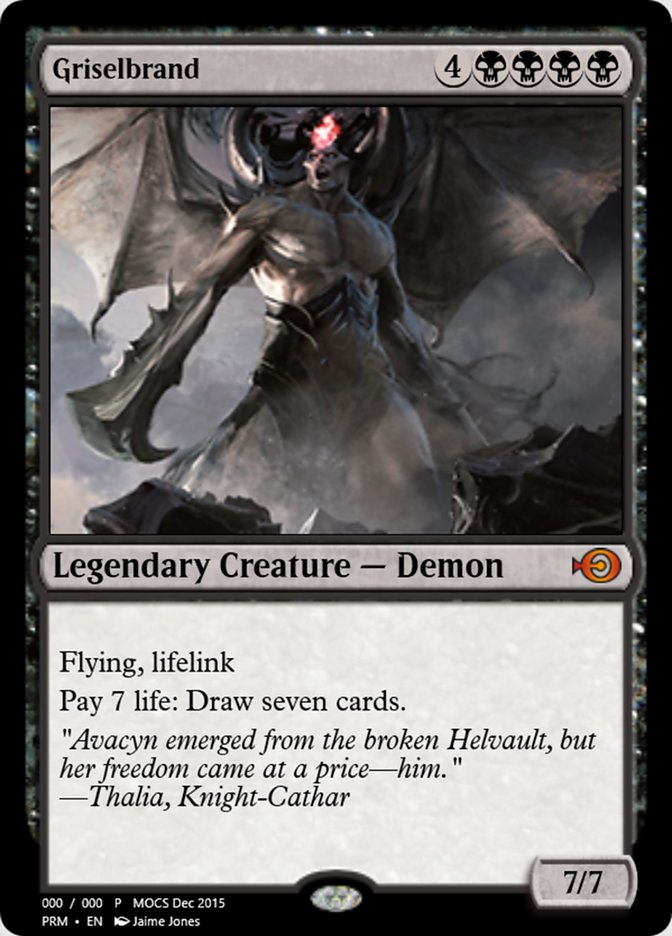 Griselbrand 4
Legendary Creature — Demon
Flying, lifelink
Pay 7 life: Draw seven cards.
"Avacyn emerged from the broken Helvault, but
her freedom came at a price—him."
—Thalia, Knight-Cathar
7/7
000 / 000 P MOCS Dec 2015
PRM • EN Jaime Jones